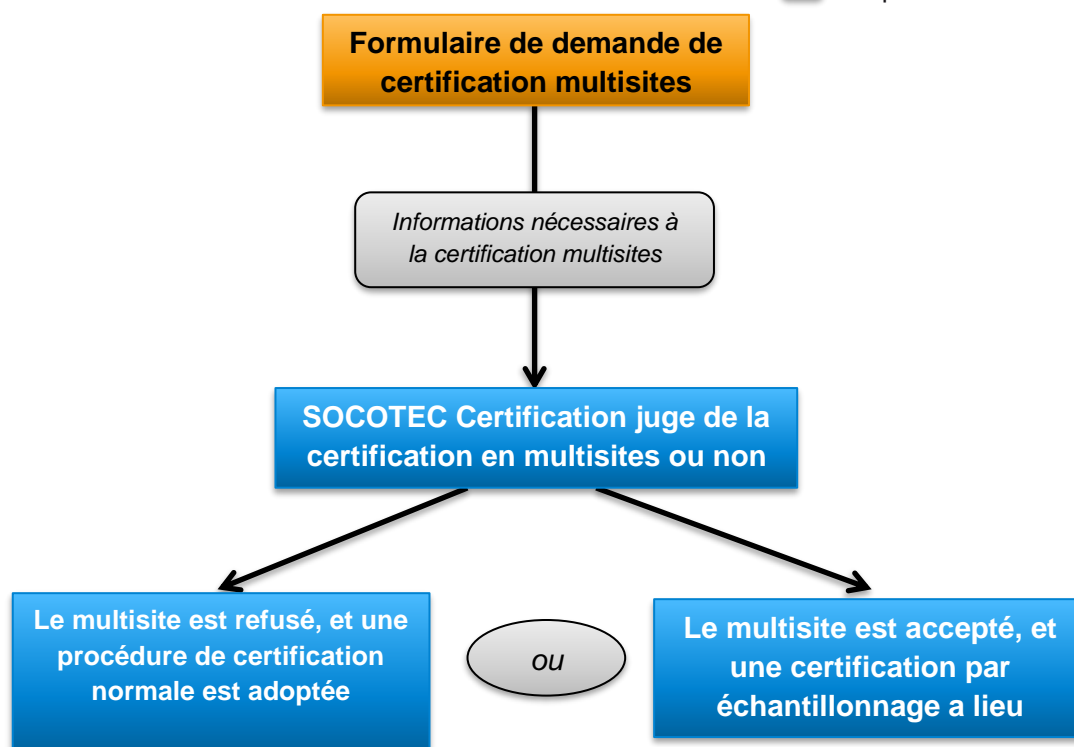 Formulaire de demande de
certification multisites
Informations nécessaires à
la certification multisites
SOCOTEC Certification juge de la
certification en multisites ou non
Le multisite est refusé, et une
procédure de certification
normale est adoptée
ou
Le multisite est accepté, et
une certification par
échantillonnage a lieu